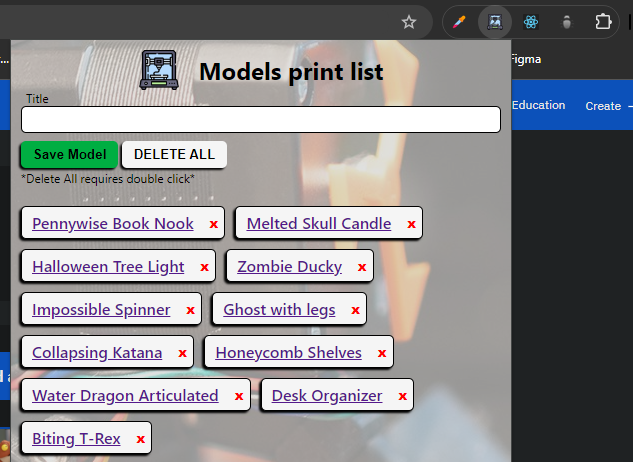 Figma
Models print list
Title
Education Create
Save Model DELETE ALL
*Delete All requires double click*
Pennywise Book Nook x Melted Skull Candle x
Halloween Tree Light x Zombie Ducky x
Impossible Spinner x Ghost with legs x
Collapsing Katana x Honeycomb Shelves x
Water Dragon Articulated x Desk Organizer x
Biting T-Rex x